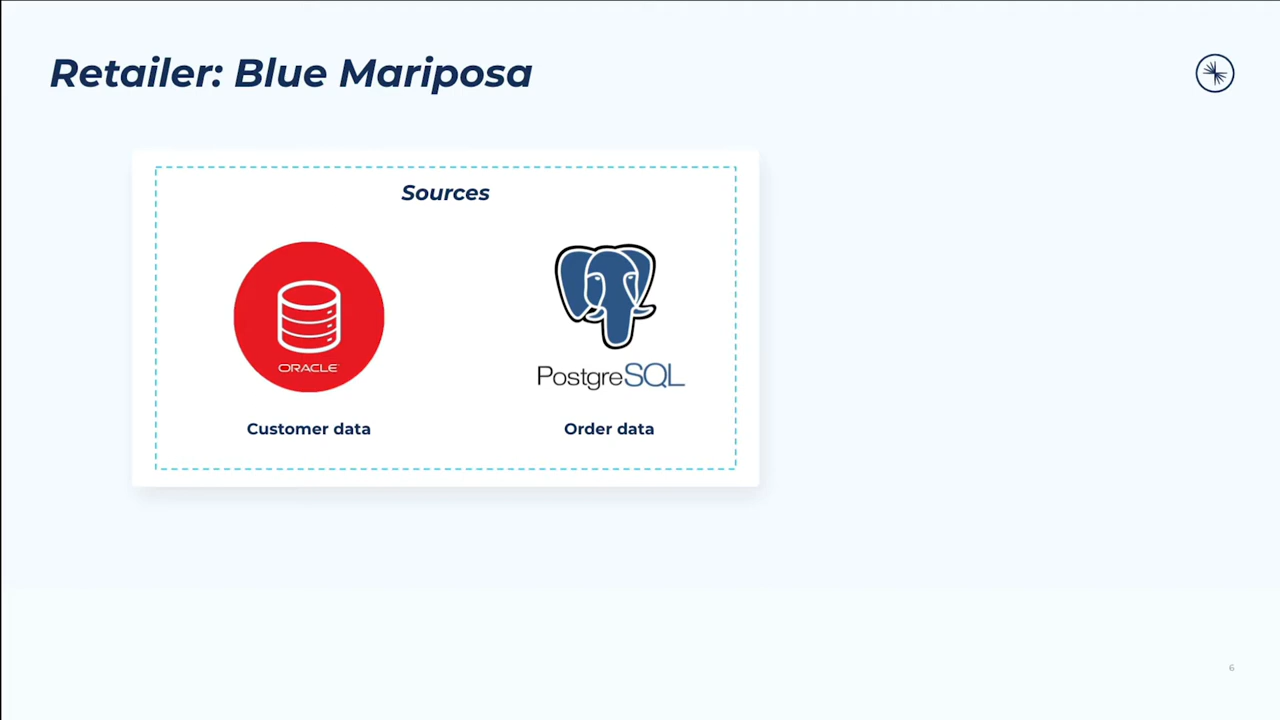 Retailer: Blue Mariposa
Sources
ORACLE
PostgreSQL
Customer data
Order data
6